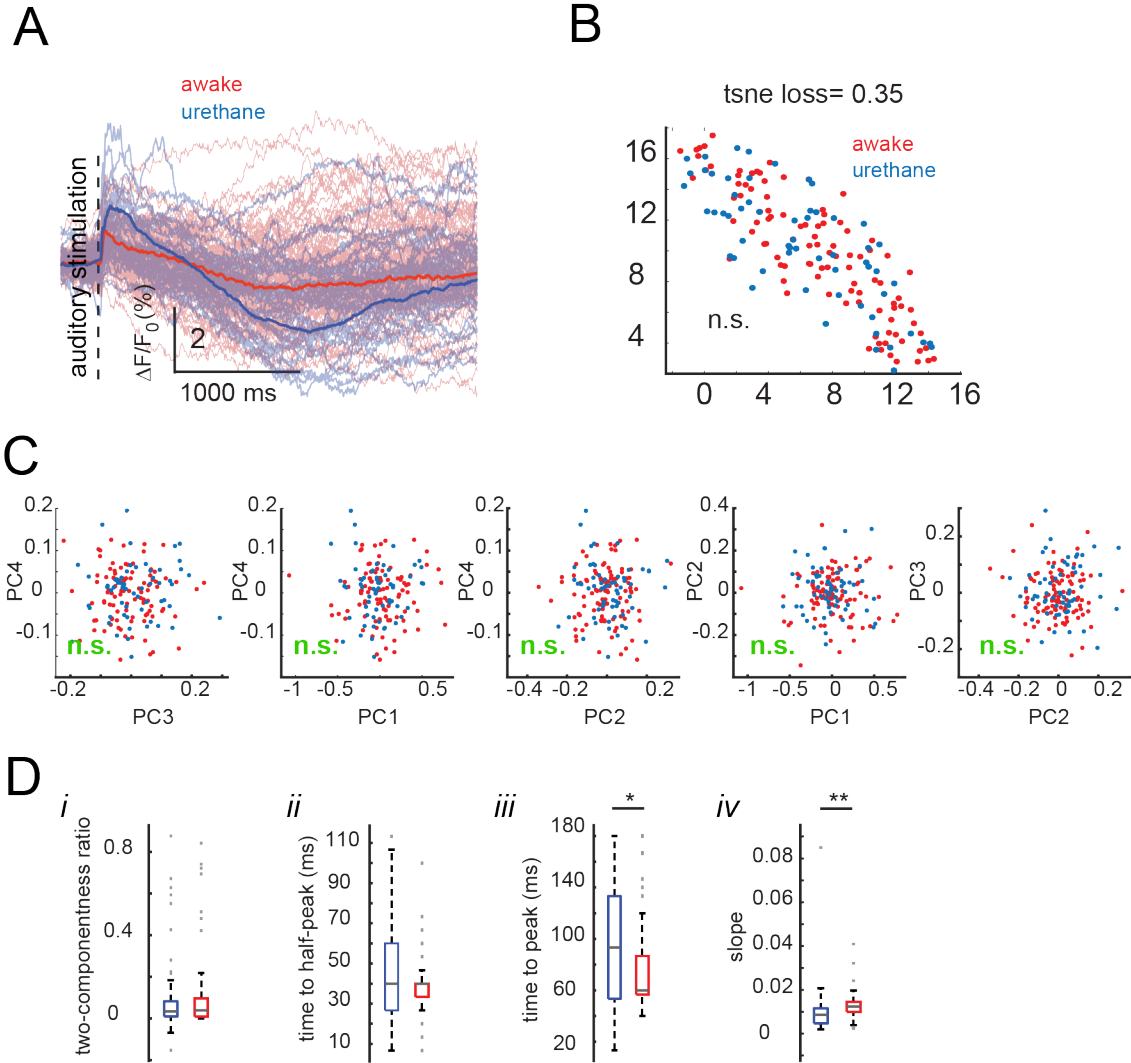 A
awake
urethane
auditory stimulation
ΔF/F0 (%)
2
1000 ms
B
tsne loss= 0.35
awake
urethane
16
12
8
4
n.s.
0 4 8 12 16
C
0.2
0.1
0
-0.1
PC4
n.s.
-0.2 0.2
PC3
0.2
0.1
0
-0.1
PC4
n.s.
-1 -0.5 0 0.5
PC1
0.2
0.1
0
-0.1
PC4
n.s.
-0.4 -0.2 0 0.2
PC2
0.4
0.2
0
-0.2
PC2
n.s.
-1 -0.5 0 0.5
PC1
0.2
0
-0.2
PC3
n.s.
-0.4 -0.2 0 0.2
PC2
D
i
two-componentness ratio
0.8
0.4
0
ii
time to half-peak (ms)
110
90
70
50
30
10
iii
time to peak (ms)
180
140
100
60
20
*
iv
slope
0.08
0.06
0.04
0.02
0
**